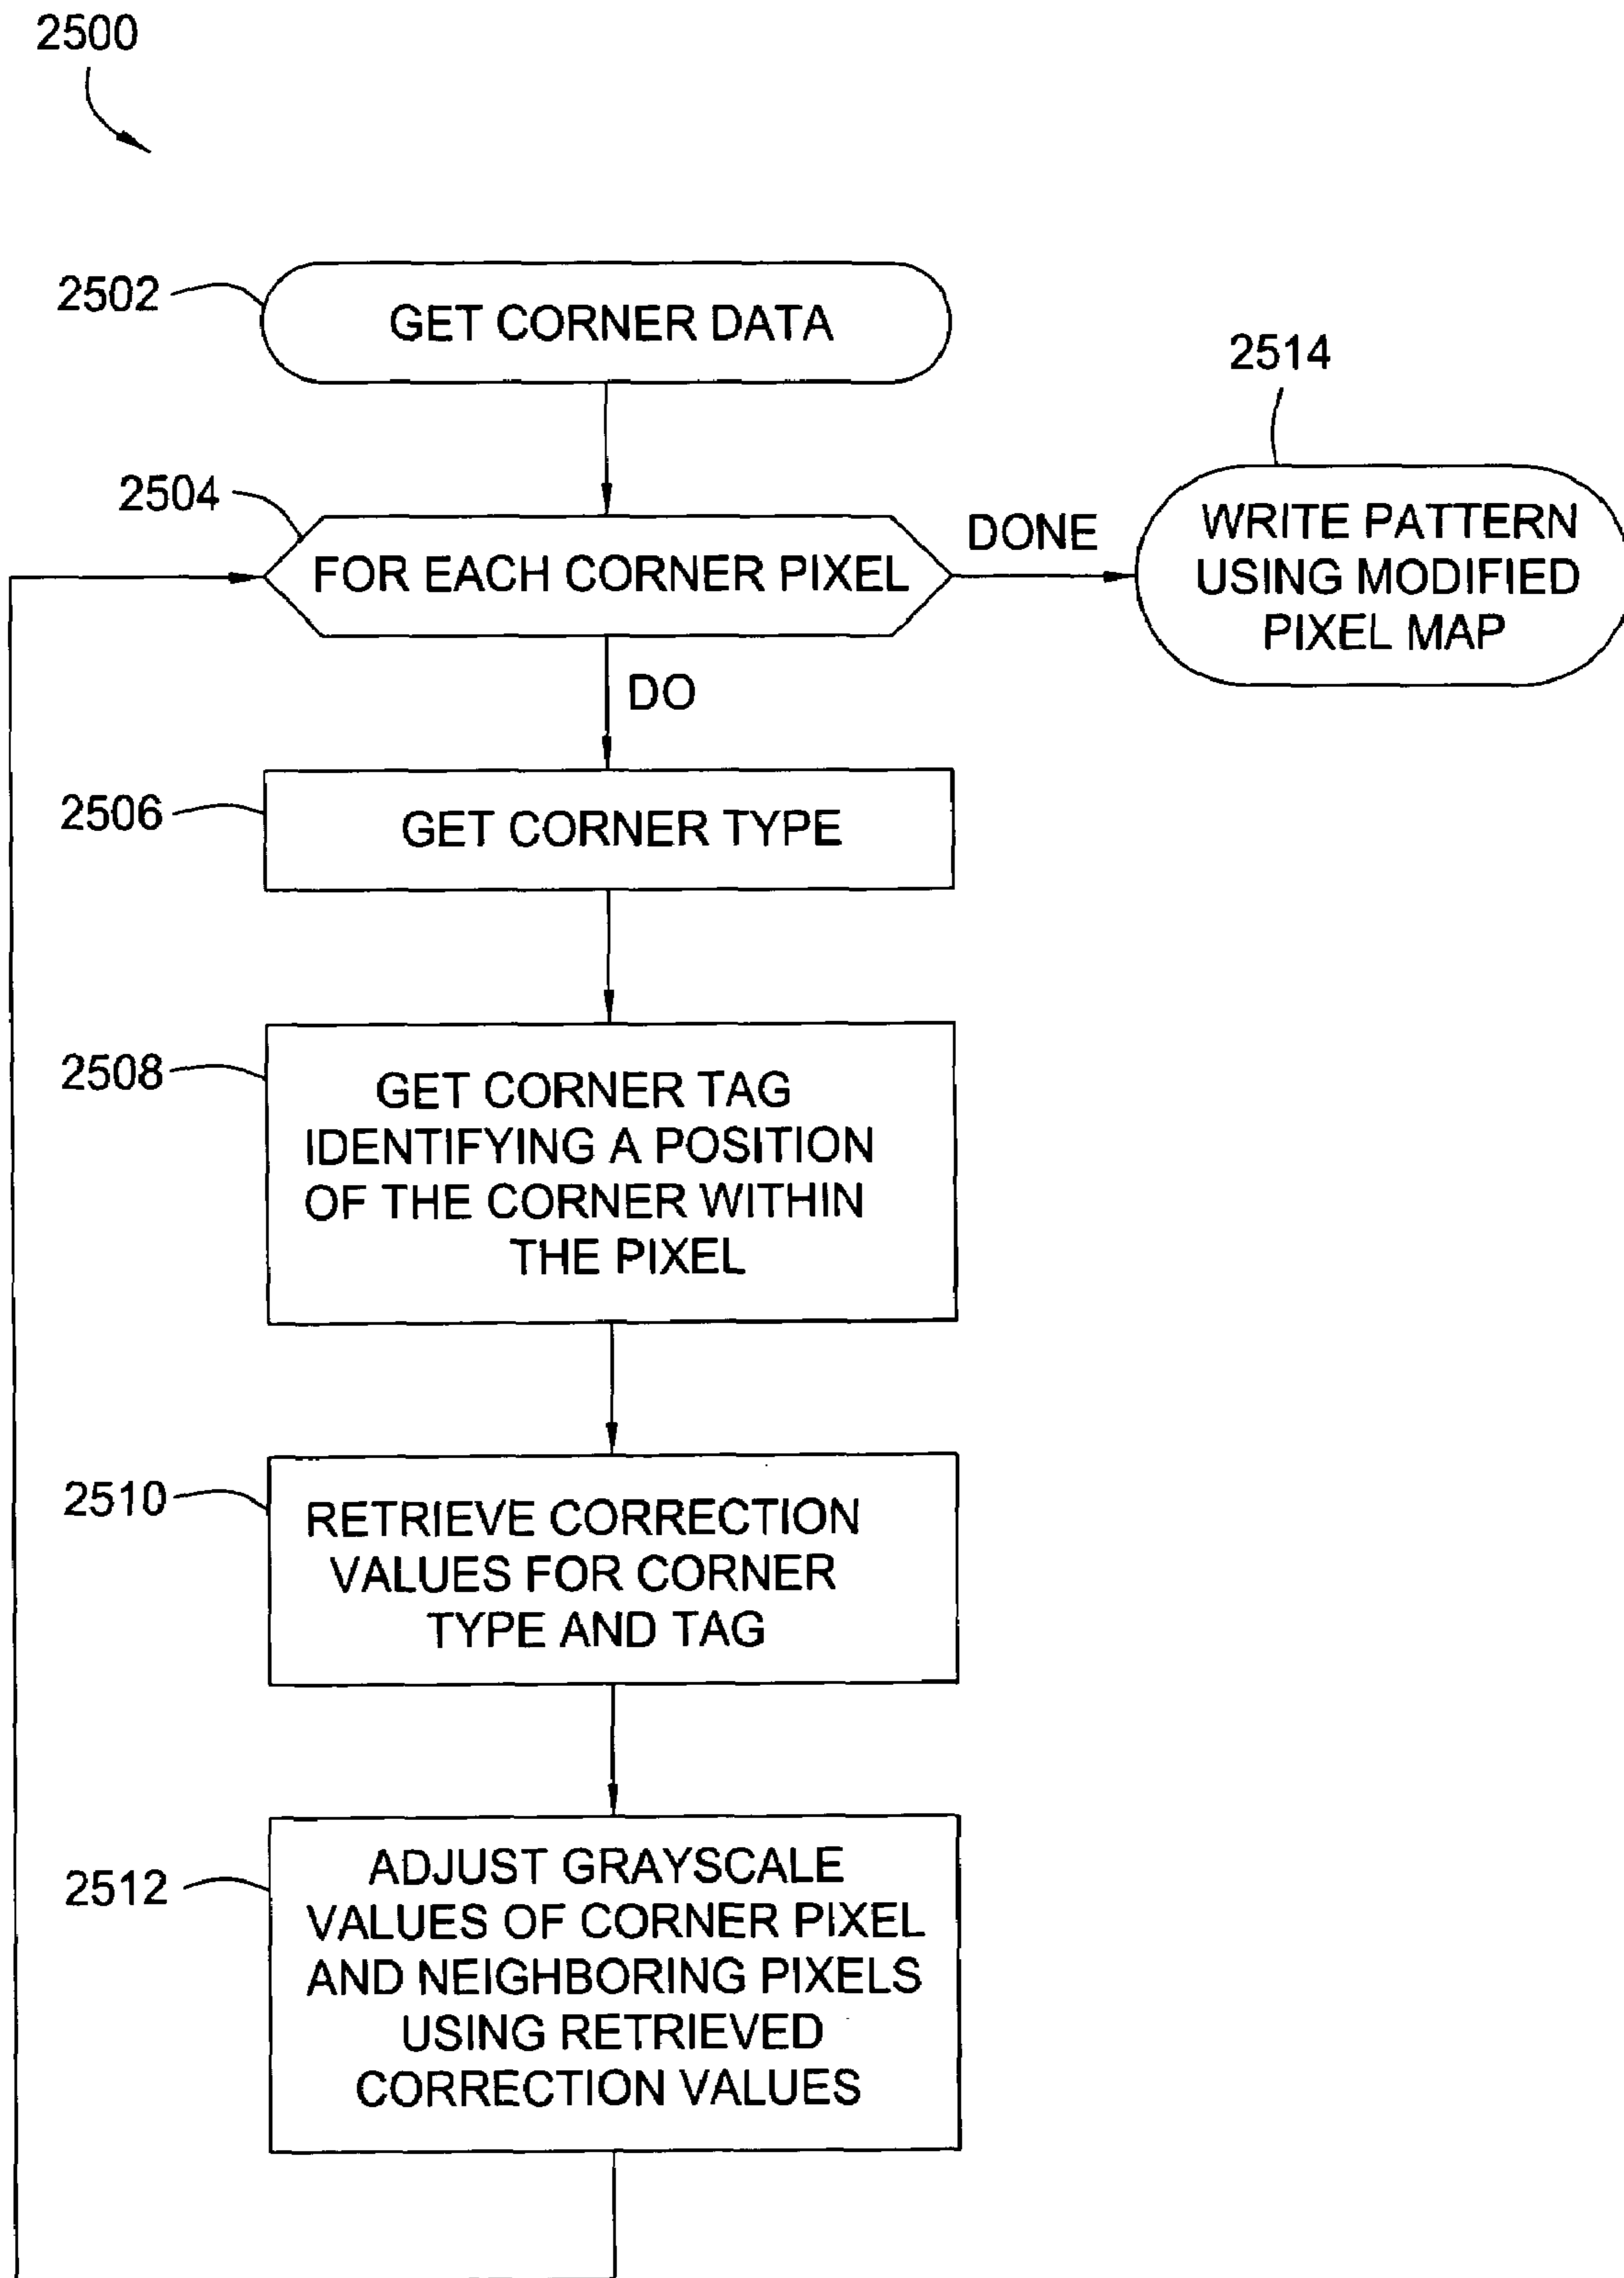 2500
2502
GET CORNER DATA
2514
2504
FOR EACH CORNER PIXEL
DONE
WRITE PATTERN
USING MODIFIED
PIXEL MAP
DO
2506
GET CORNER TYPE
2508
GET CORNER TAG
IDENTIFYING A POSITION
OF THE CORNER WITHIN
THE PIXEL
2510
RETRIEVE CORRECTION
VALUES FOR CORNER
TYPE AND TAG
2512
ADJUST GRAYSCALE
VALUES OF CORNER PIXEL
AND NEIGHBORING PIXELS
USING RETRIEVED
CORRECTION VALUES